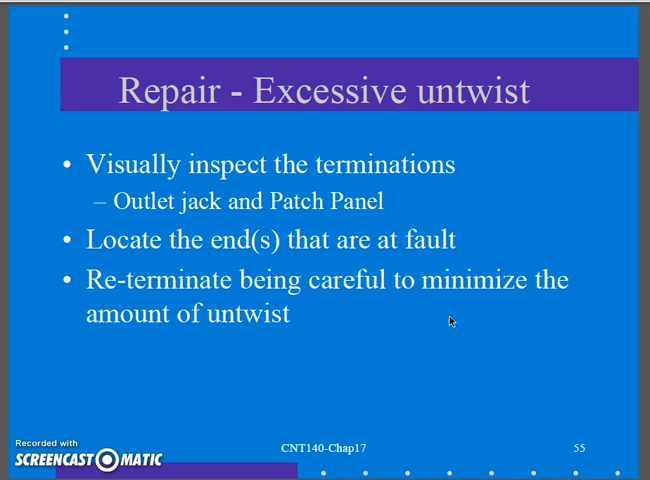 Repair - Excessive untwist
• Visually inspect the terminations
– Outlet jack and Patch Panel
• Locate the end(s) that are at fault
• Re-terminate being careful to minimize the
amount of untwist
Recorded with
SCREENCAST-O-MATIC
CNT140-Chap17
55